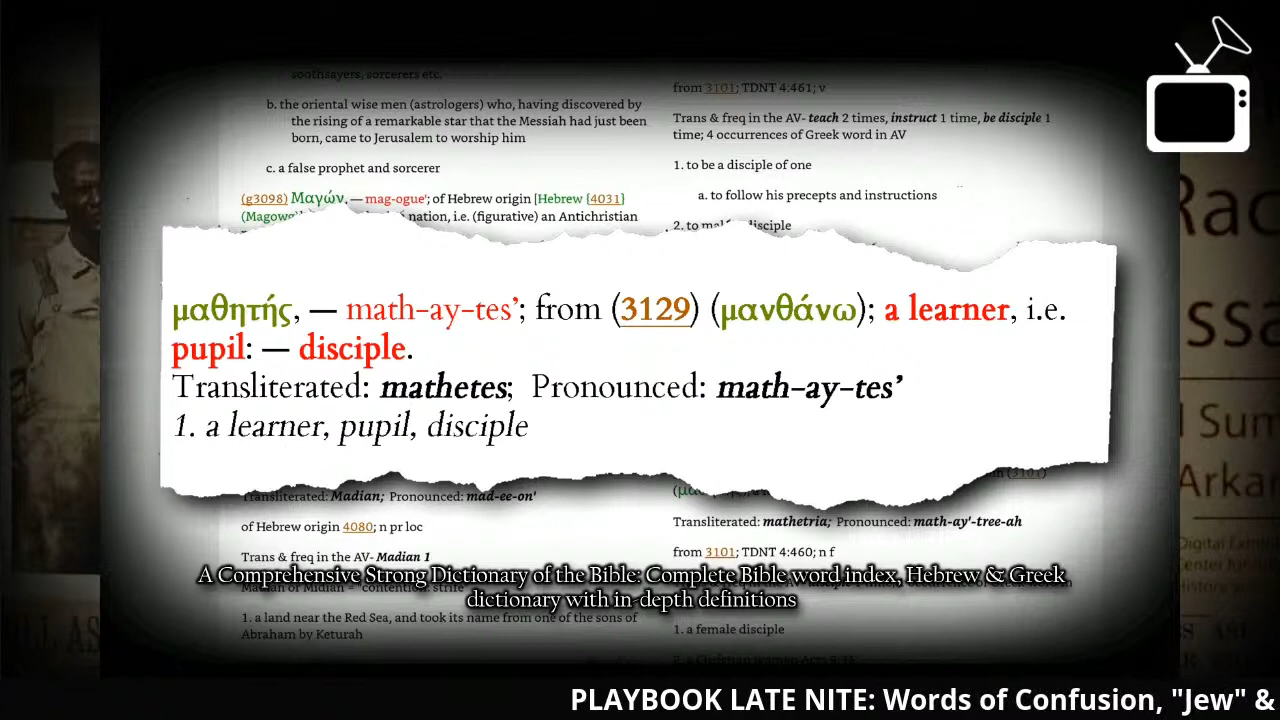 soothsayers, sorcerers etc.
b. the oriental wise men (astrologers) who, having discovered by
the rising of a remarkable star that the Messiah had just been
born, came to Jerusalem to worship him
c. a false prophet and sorcerer
(g3098) Μαγών, — mag-ogue'; of Hebrew origin [Hebrew {4031}
nation, i.e. (figurative) an Antichristian
from 3101; TDNT 4:461; v
Trans & freq in the AV- teach 2 times, instruct 1 time, be disciple 1
time; 4 occurrences of Greek word in AV
1. to be a disciple of one
a. to follow his precepts and instructions
2. to
disciple
μαθητής, — math-ay-tes’; from (3129) (μανθάνω); a learner, i.e.
pupil: — disciple.
Transliterated: mathetes; Pronounced: math-ay-tes’
1. a learner, pupil, disciple
Transliterated: Madian; Pronounced: mad-ee-on'
of Hebrew origin 4080; n pr loc
Trans & freq in the AV- Madian 1
1. a land near the Red Sea, and took its name from one of the sons of
Abraham by Keturah
Transliterated: mathetria; Pronounced: math-ay'-tree-ah
from 3101; TDNT 4:460; n f
1. a female disciple
A Comprehensive Strong Dictionary of the Bible: Complete Bible word index, Hebrew & Greek
dictionary with in-depth definitions
Rac
ssa
Sum
Arka
PLAYBOOK LATE NITE: Words of Confusion, "Jew" &